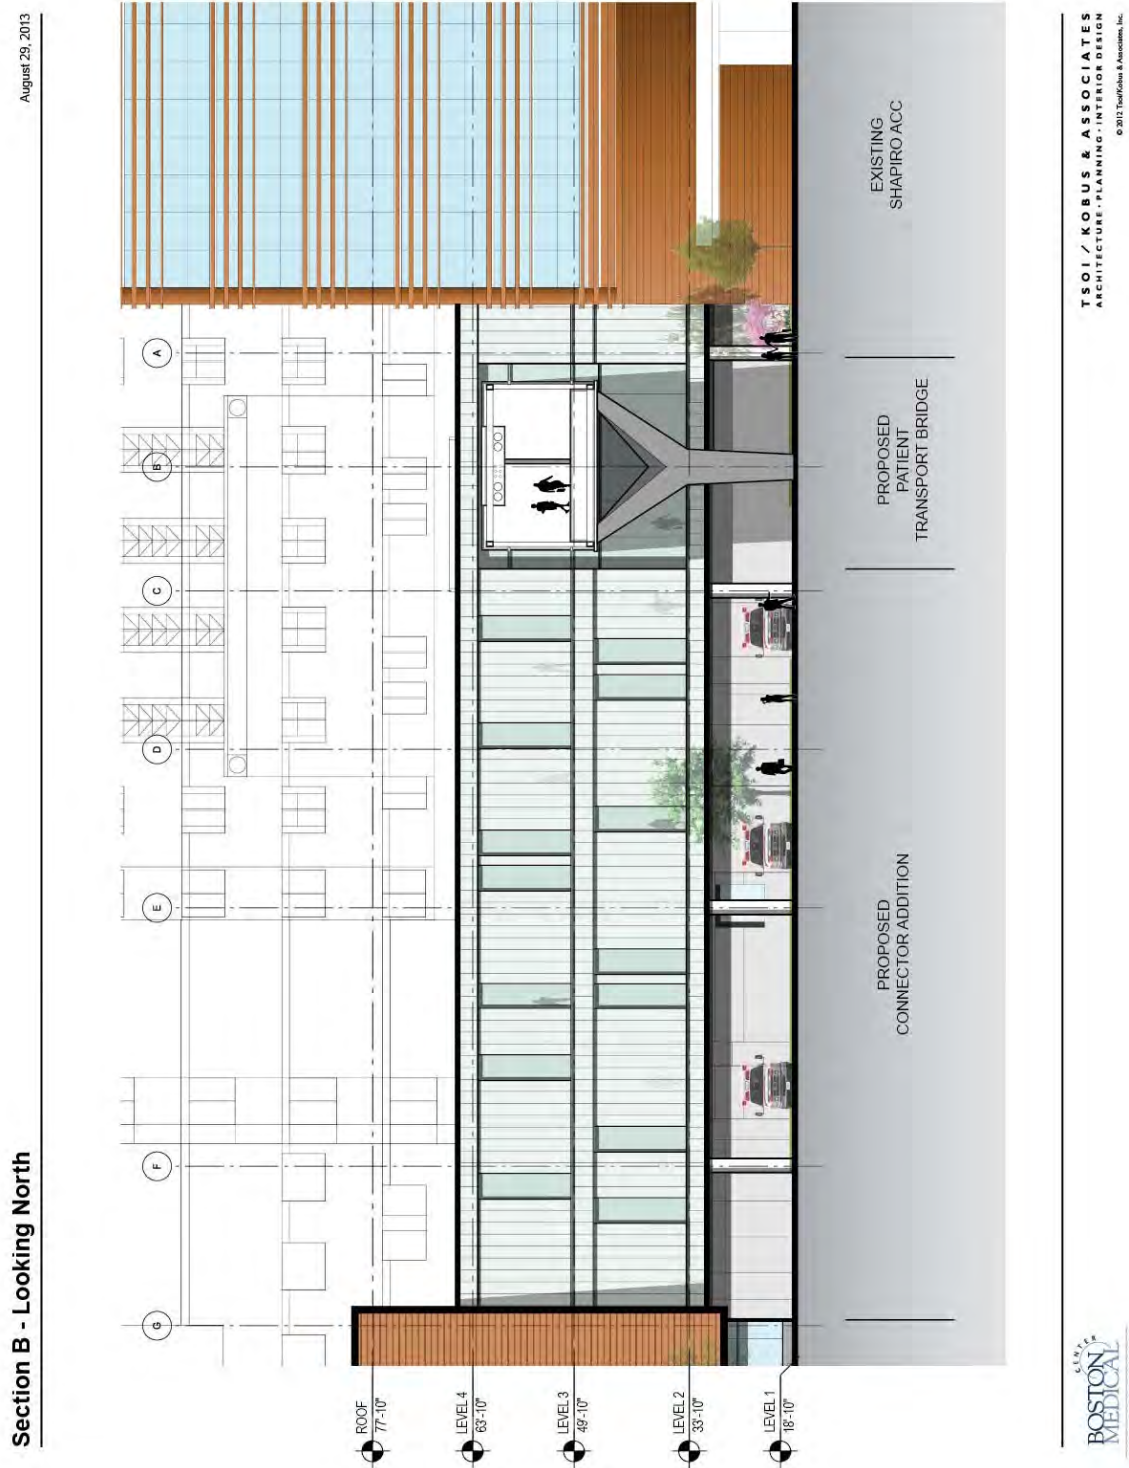 Section B - Looking North
August 29, 2013
G
F
E
D
C
B
A
ROOF
77'-10"
LEVEL 4
63'-10"
LEVEL 3
49'-10"
LEVEL 2
33'-10"
LEVEL 1
18'-10"
PROPOSED
CONNECTOR ADDITION
PROPOSED
PATIENT
TRANSPORT BRIDGE
EXISTING
SHAPIRO ACC
BOSTON
MEDICAL
CENTER
TSOI / KOBUS & ASSOCIATES
ARCHITECTURE · PLANNING · INTERIOR DESIGN
© 2012 Tsoi/Kobus & Associates, Inc.